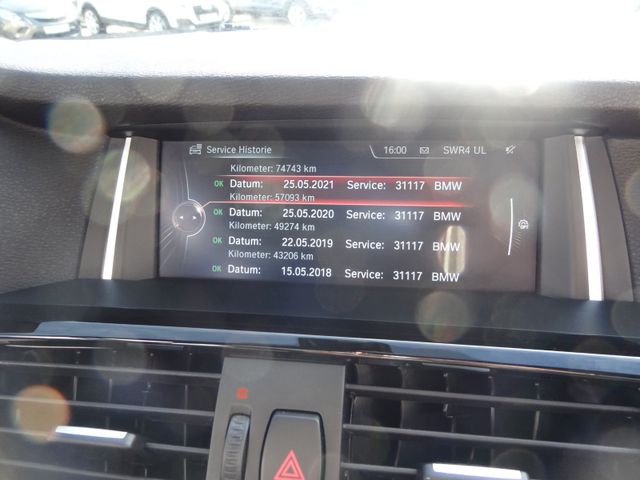 Service Historie 16:00 SWR4 UL
Kilometer: 74743 km
OK Datum: 25.05.2021 Service: 31117 BMW
Kilometer: 57093 km
OK Datum: 25.05.2020 Service: 31117 BMW
Kilometer: 49274 km
OK Datum: 22.05.2019 Service: 31117 BMW
Kilometer: 43206 km
OK Datum: 15.05.2018 Service: 31117 BMW